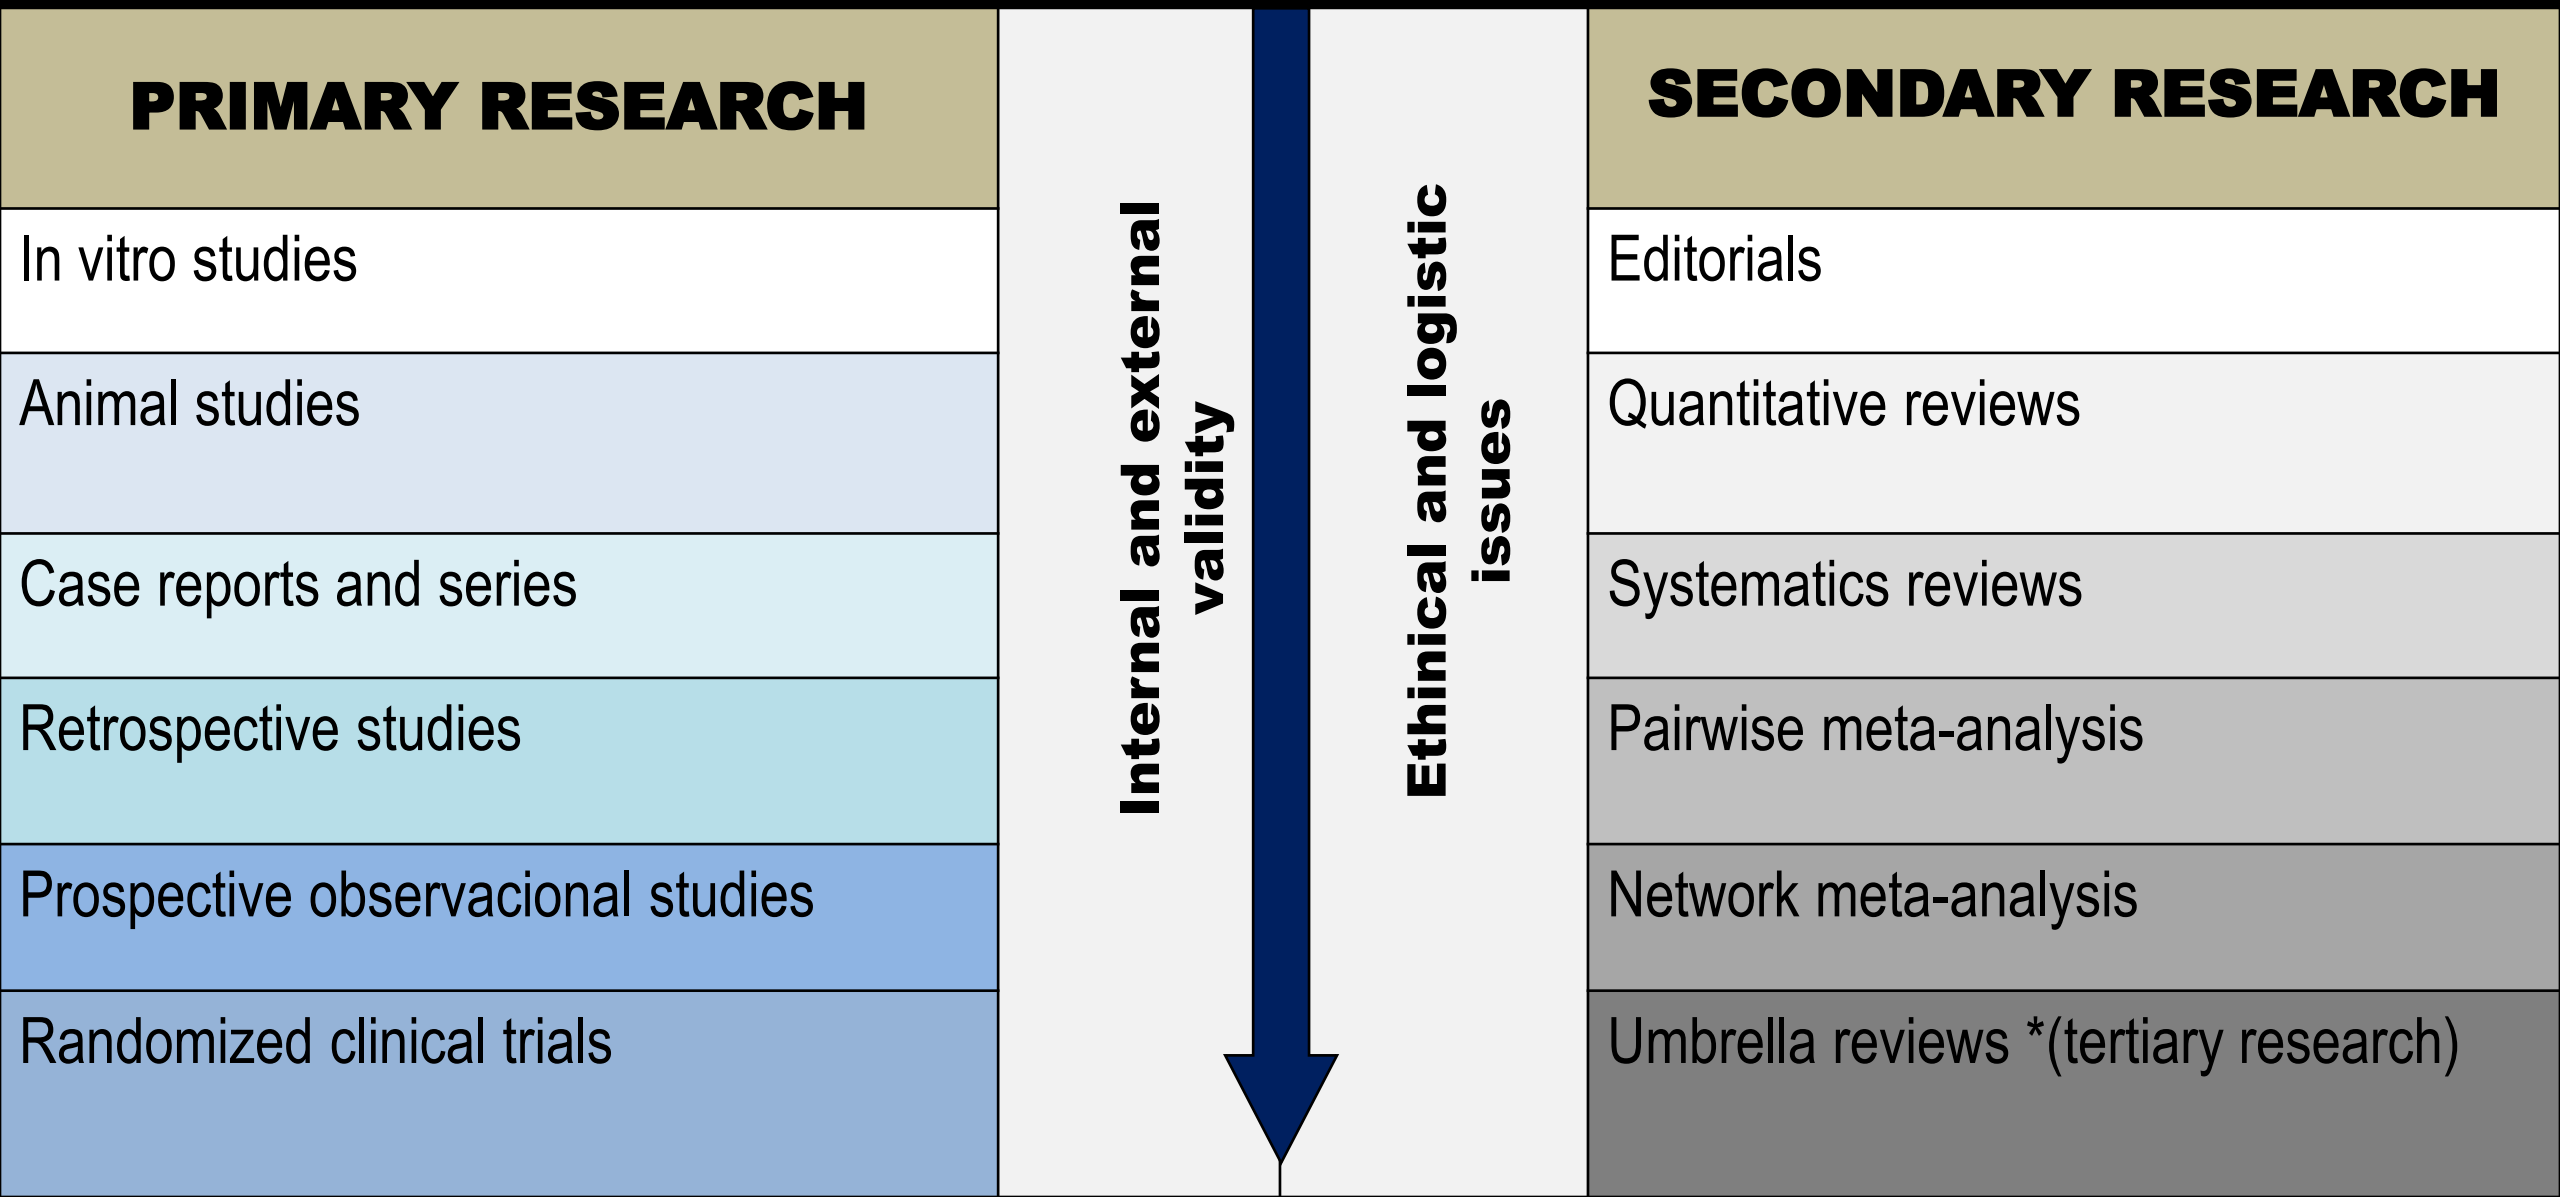 PRIMARY RESEARCH
In vitro studies
Animal studies
Case reports and series
Retrospective studies
Prospective observacional studies
Randomized clinical trials
Internal and external
validity
Ethinical and logistic
issues
SECONDARY RESEARCH
Editorials
Quantitative reviews
Systematics reviews
Pairwise meta-analysis
Network meta-analysis
Umbrella reviews *(tertiary research)